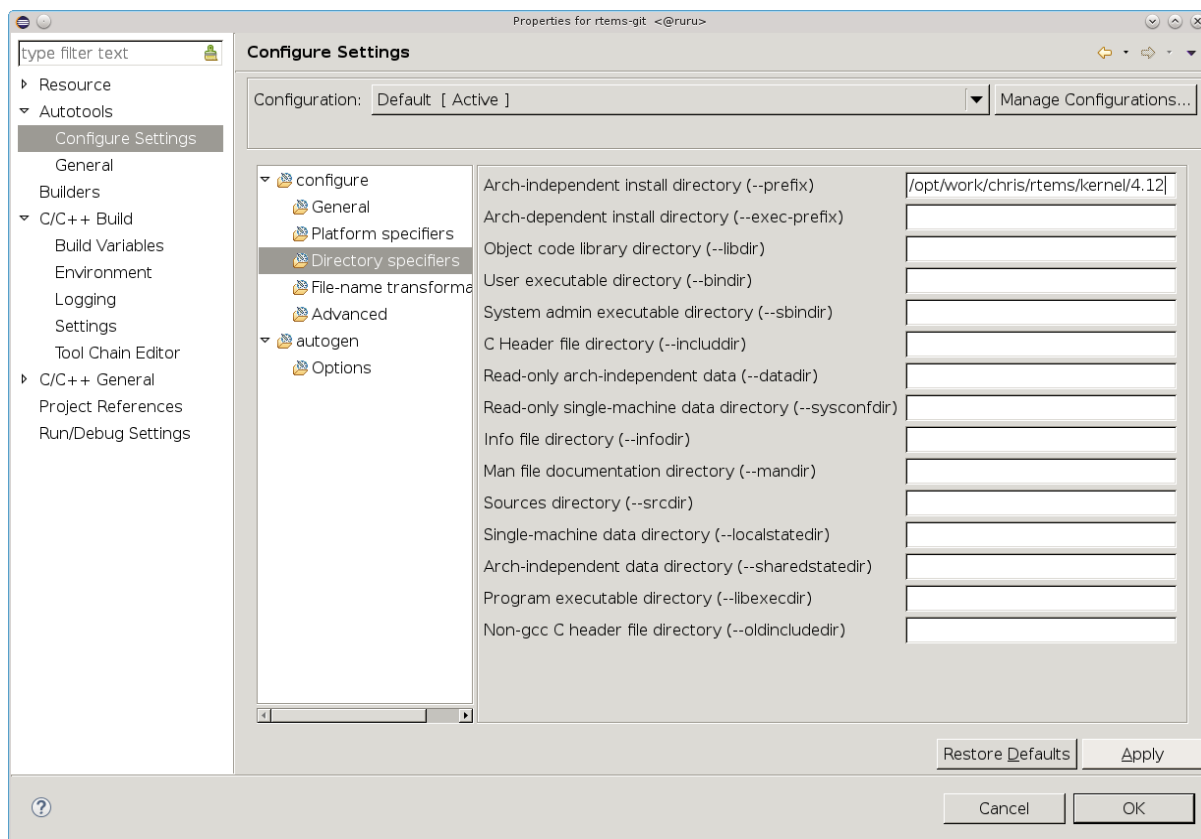 Properties for rtems-git <@ruru>
type filter text
Resource
Autotools
Configure Settings
General
Builders
C/C++ Build
Build Variables
Environment
Logging
Settings
Tool Chain Editor
C/C++ General
Project References
Run/Debug Settings
Configure Settings
Configuration: Default [ Active ] Manage Configurations...
configure
General
Platform specifiers
Directory specifiers
File-name transforma
Advanced
autogen
Options
Arch-independent install directory (--prefix) /opt/work/chris/rtems/kernel/4.12
Arch-dependent install directory (--exec-prefix)
Object code library directory (--libdir)
User executable directory (--bindir)
System admin executable directory (--sbindir)
C Header file directory (--includdir)
Read-only arch-independent data (--datadir)
Read-only single-machine data directory (--sysconfdir)
Info file directory (--infodir)
Man file documentation directory (--mandir)
Sources directory (--srcdir)
Single-machine data directory (--localstatedir)
Arch-independent data directory (--sharedstatedir)
Program executable directory (--libexecdir)
Non-gcc C header file directory (--oldincludedir)
Restore Defaults Apply
? Cancel OK